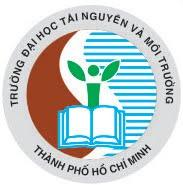 TRƯỜNG ĐẠI HỌC TÀI NGUYÊN VÀ MÔI TRƯỜNG
THÀNH PHỐ HỒ CHÍ MINH